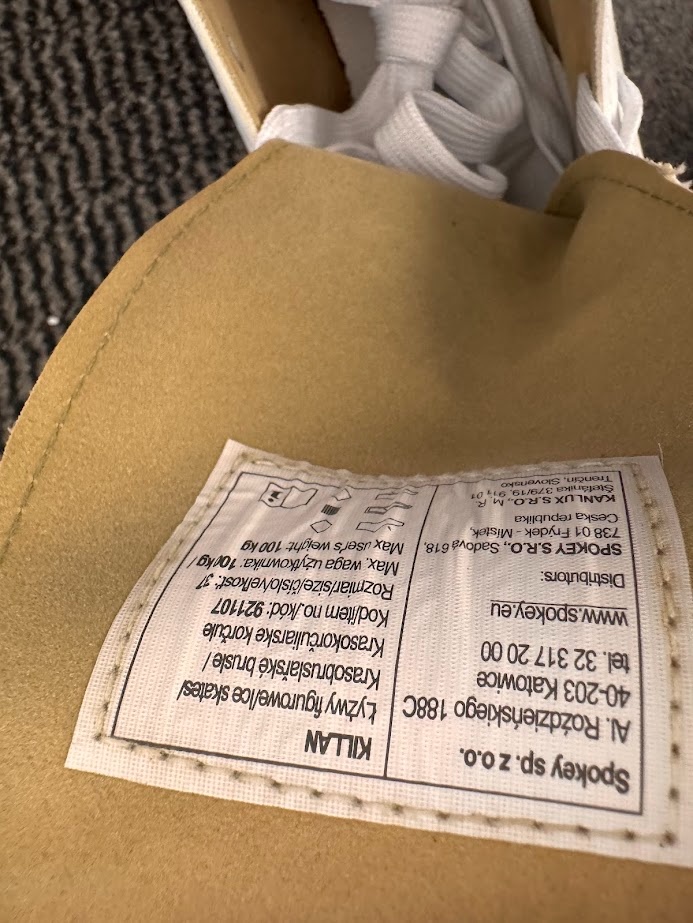 Spokey sp. z o.o.
Al. Roździeńskiego 188C
40-203 Katowice
tel. 32 317 20 00
www.spokey.eu
Distributors:
SPOKEY S.R.O., Sadová 618,
738 01 Frýdek - Místek,
Česka republika
KANLUX S.R.O., M. R.
Štefánika 379/19, 911 01
Trenčín, Slovensko
KILLAN
Łyżwy figurowe/Ice skates/
Krasobruslařské brusle /
Krasokorčuliarske korčule
Kod/item no./kód: 921107
Rozmiar/size/číslo/veľkosť: 37
Max. waga użytkownika: 100 kg /
Max user's weight: 100 kg